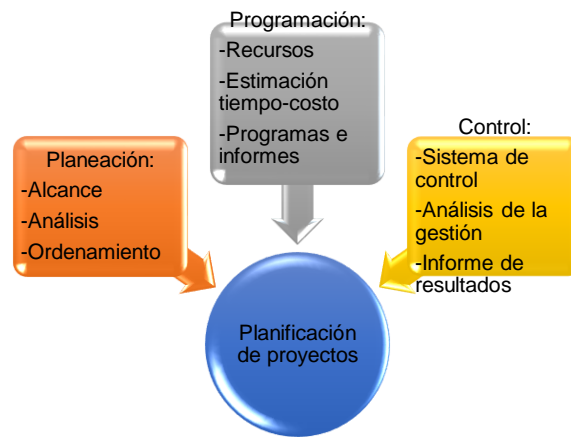 Programación:
-Recursos
-Estimación
tiempo-costo
-Programas e
informes
Planeación:
-Alcance
-Análisis
-Ordenamiento
Control:
-Sistema de
control
-Análisis de la
gestión
-Informe de
resultados
Planificación
de proyectos